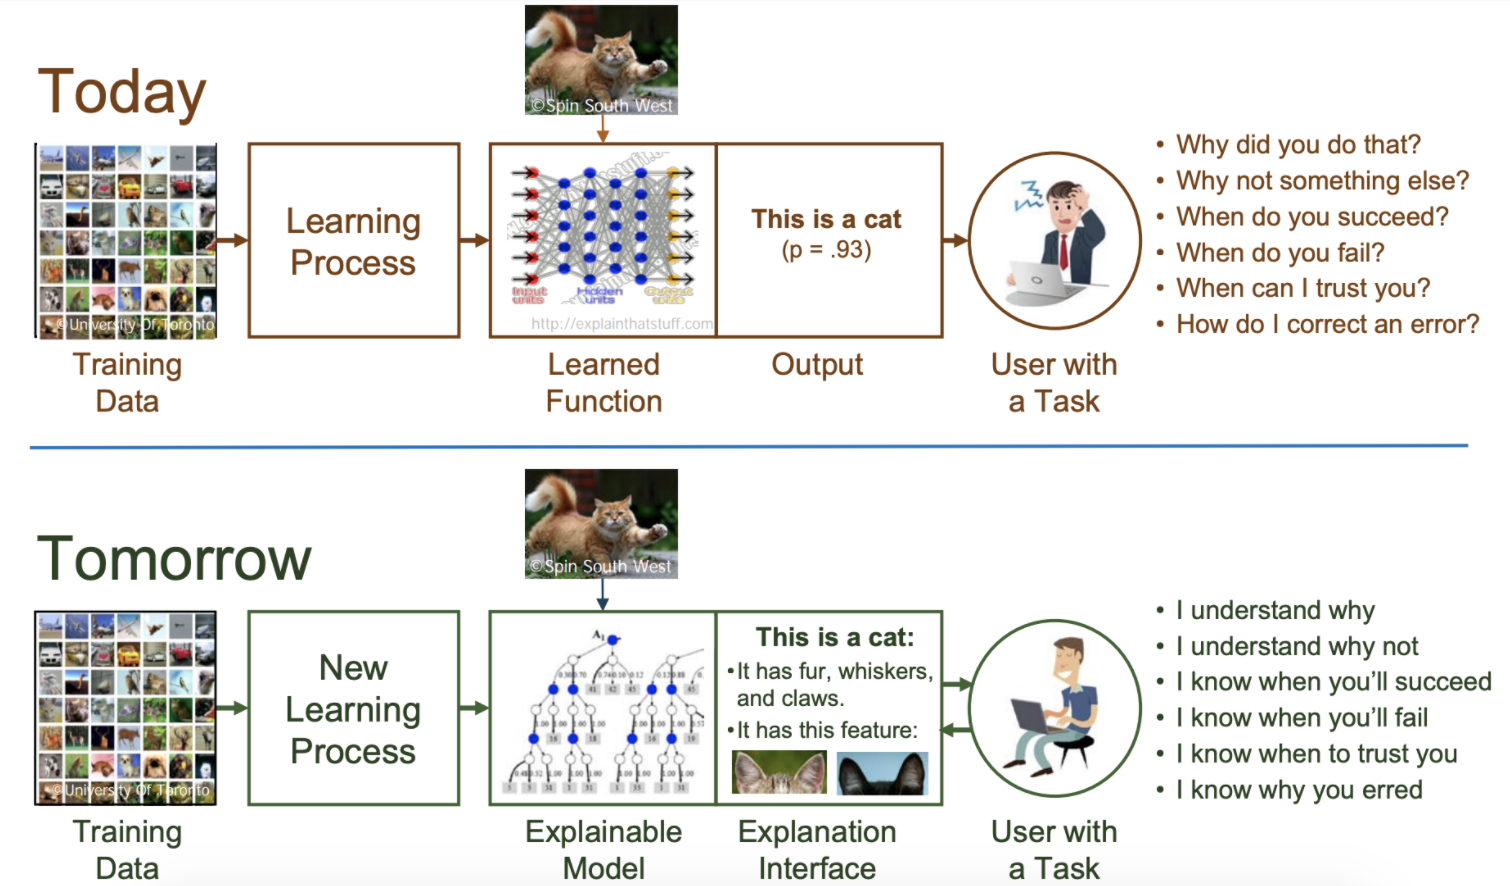 Today
©Spin South West
©University Of Toronto
Training
Data
Learning
Process
Input
units
Hidden
units
Output
units
http://explainthatstuff.com
Learned
Function
This is a cat
(p = .93)
Output
User with
a Task
• Why did you do that?
• Why not something else?
• When do you succeed?
• When do you fail?
• When can I trust you?
• How do I correct an error?
Tomorrow
©Spin South West
©University Of Toronto
Training
Data
New
Learning
Process
A1
Explainable
Model
This is a cat:
•It has fur, whiskers,
and claws.
•It has this feature:
Explanation
Interface
User with
a Task
• I understand why
• I understand why not
• I know when you’ll succeed
• I know when you’ll fail
• I know when to trust you
• I know why you erred